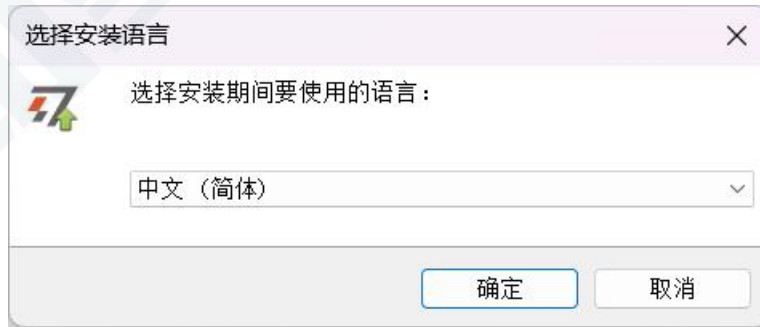 选择安装语言
选择安装期间要使用的语言：
中文 (简体)
确定
取消